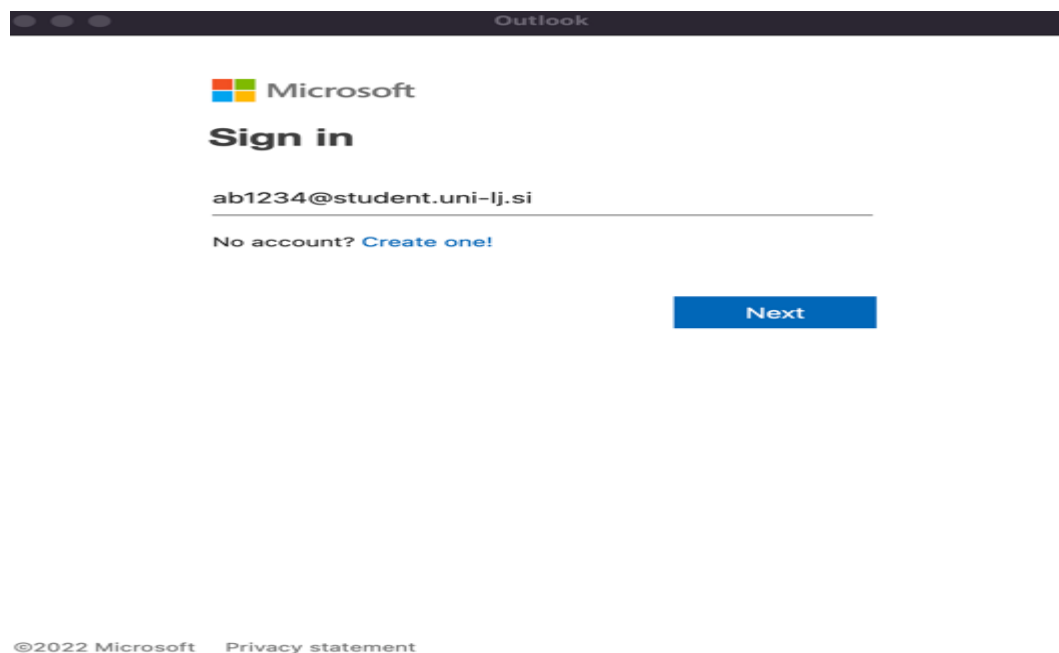 Outlook
Microsoft
Sign in
ab1234@student.uni-lj.si
No account? Create one!
Next
©2022 Microsoft Privacy statement